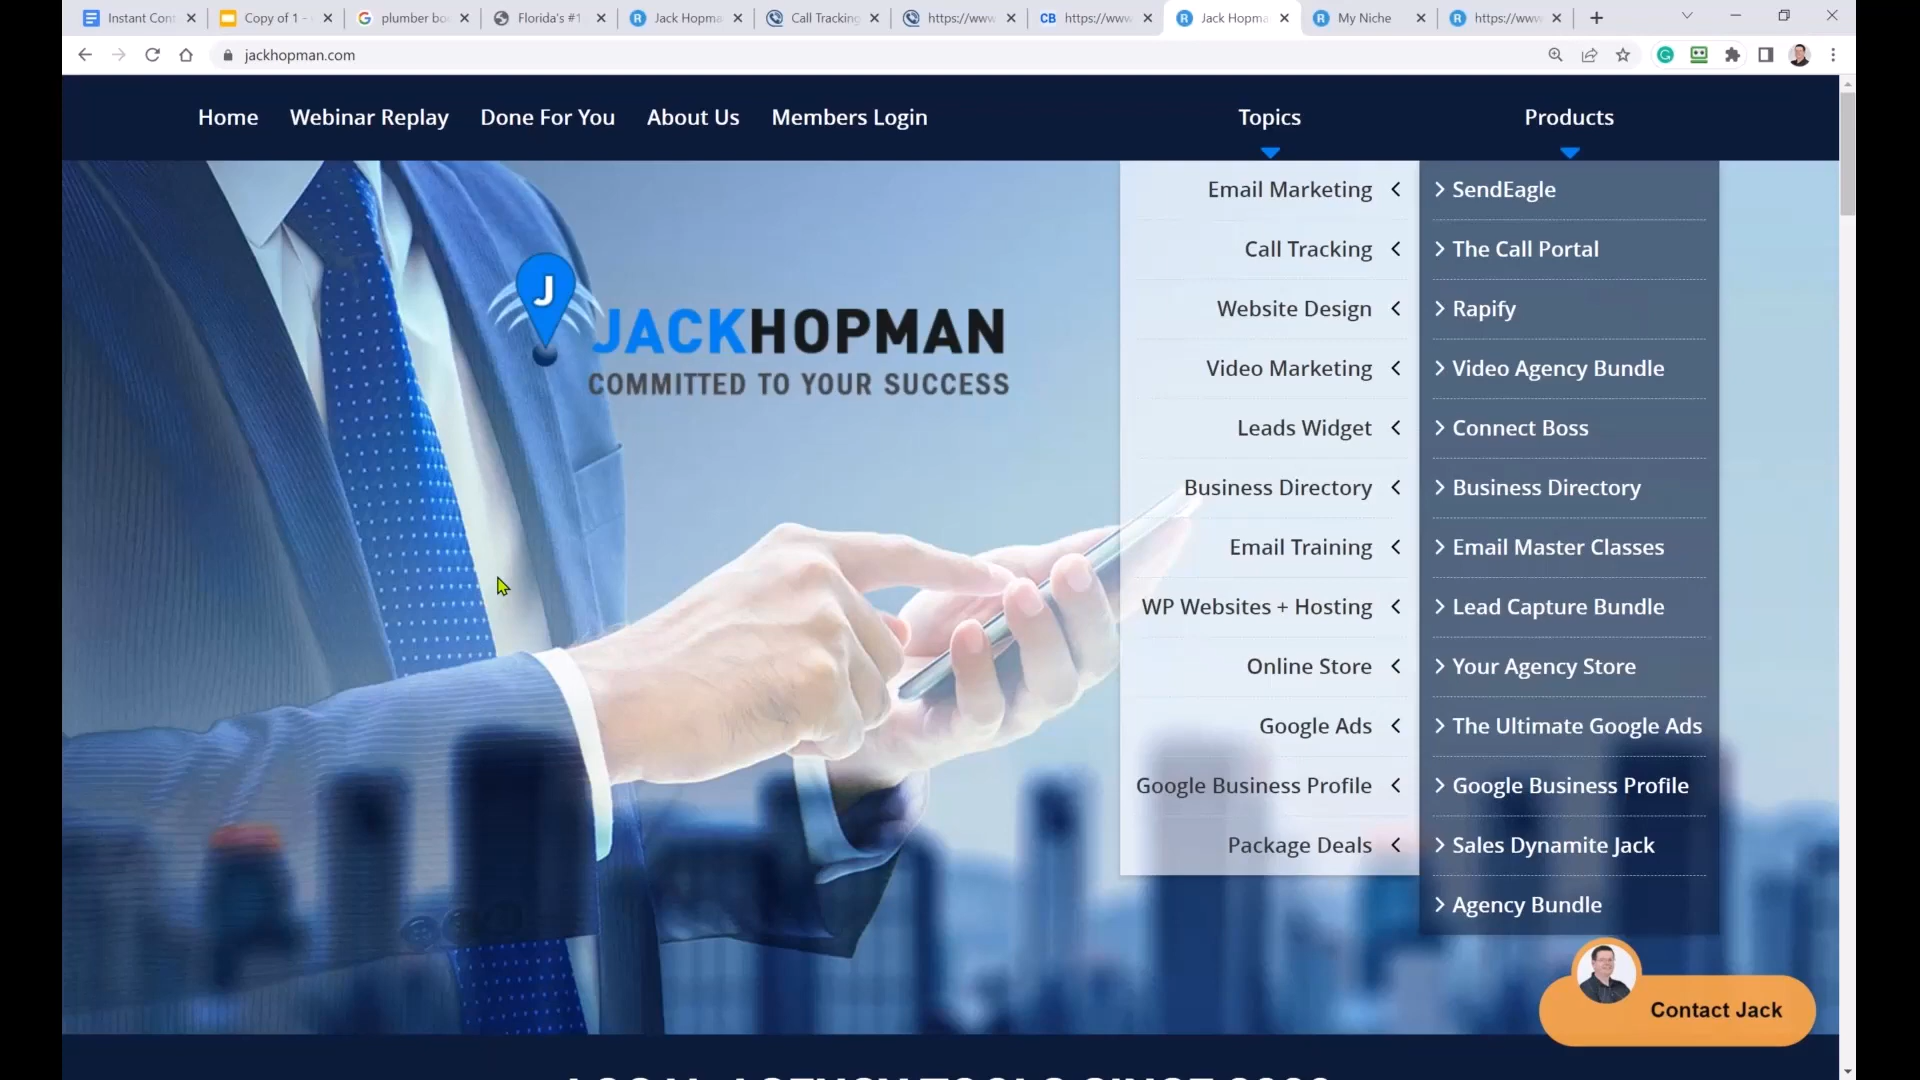 Instant Con
Copy of 1 -
plumber bo
Florida's #1
Jack Hopma
Call Tracking
https://www
CB https://www
Jack Hopma
My Niche
https://www
jackhopman.com
Home
Webinar Replay
Done For You
About Us
Members Login
Topics
Products
Email Marketing
SendEagle
Call Tracking
The Call Portal
Website Design
Rapify
Video Marketing
Video Agency Bundle
Leads Widget
Connect Boss
Business Directory
Business Directory
Email Training
Email Master Classes
WP Websites + Hosting
Lead Capture Bundle
Online Store
Your Agency Store
Google Ads
The Ultimate Google Ads
Google Business Profile
Google Business Profile
Package Deals
Sales Dynamite Jack
Agency Bundle
J
JACKHOPMAN
COMMITTED TO YOUR SUCCESS
Contact Jack